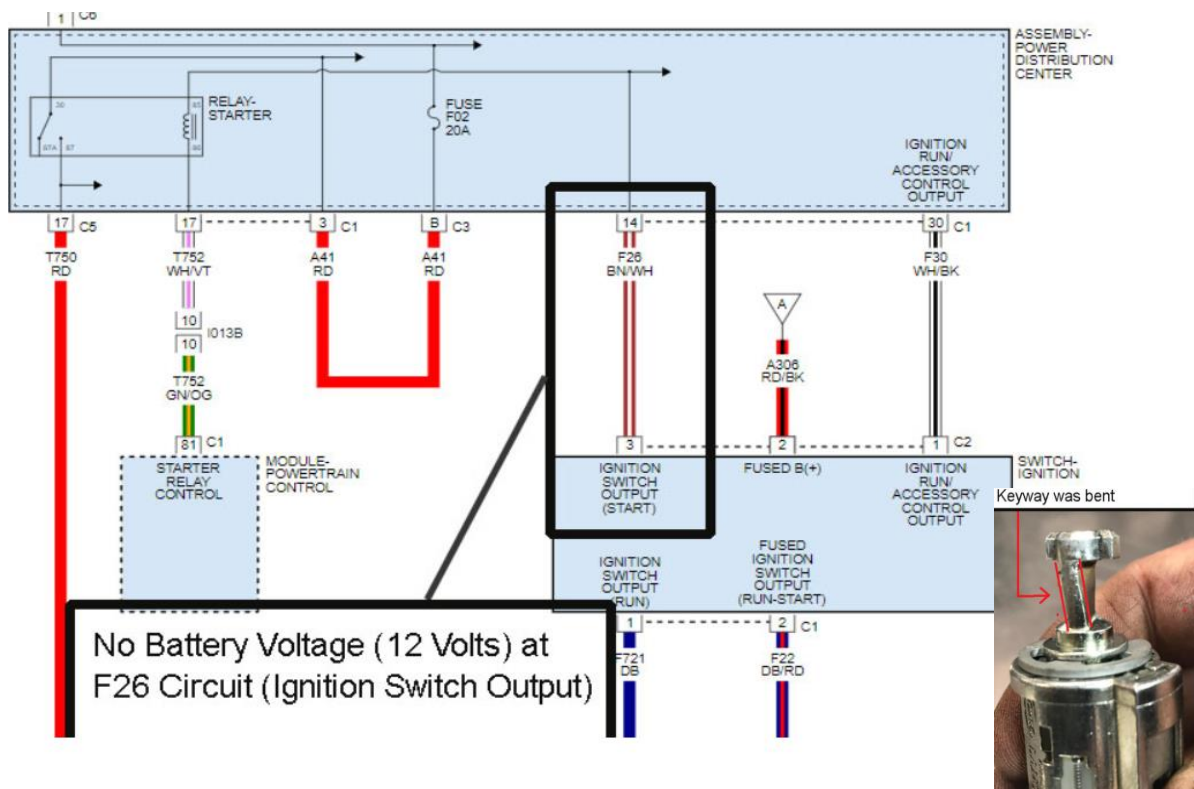 1 C6
ASSEMBLY-
POWER
DISTRIBUTION
CENTER
30
85
RELAY-
STARTER
87A
87
86
FUSE
F02
20A
IGNITION
RUN/
ACCESSORY
CONTROL
OUTPUT
17 C5
17
3 C1
B C3
14
30 C1
T750
RD
T752
WH/VT
A41
RD
A41
RD
F26
BN/WH
F30
WH/BK
10
I013B
10
A
A306
RD/BK
T752
GN/OG
81 C1
3
2
1 C2
STARTER
RELAY
CONTROL
MODULE-
POWERTRAIN
CONTROL
IGNITION
SWITCH
OUTPUT
(START)
FUSED B(+)
IGNITION
RUN/
ACCESSORY
CONTROL
OUTPUT
SWITCH-
IGNITION
Keyway was bent
IGNITION
SWITCH
OUTPUT
(RUN)
FUSED
IGNITION
SWITCH
OUTPUT
(RUN-START)
1
2 C1
F721
DB
F22
DB/RD
No Battery Voltage (12 Volts) at
F26 Circuit (Ignition Switch Output)